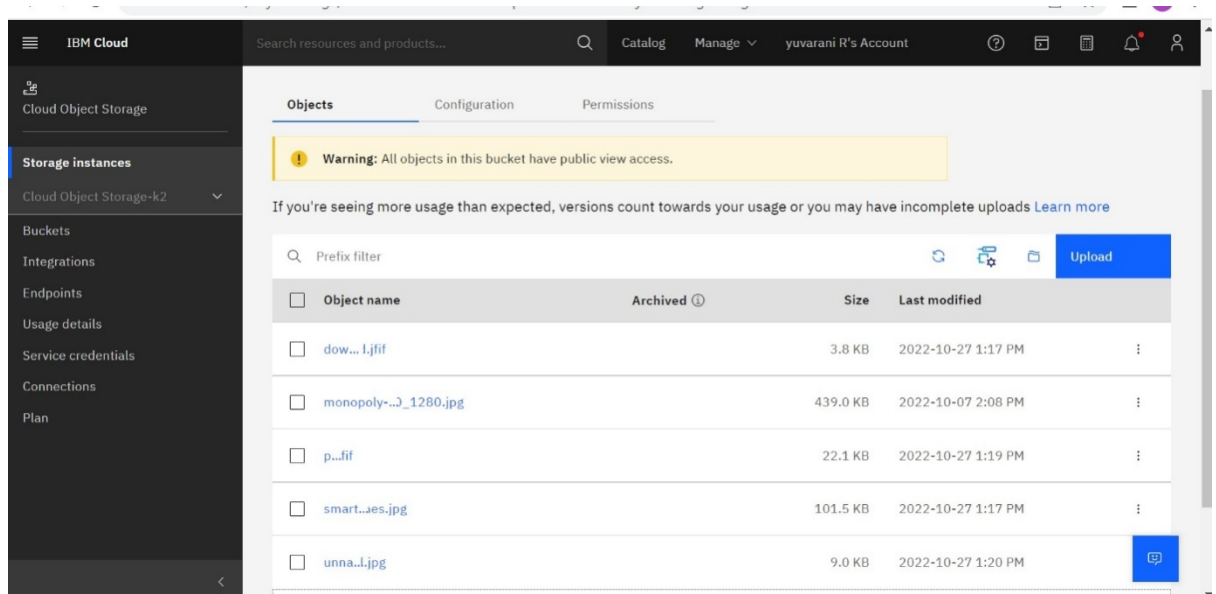 IBM Cloud
Search resources and products...
Catalog
Manage
yuvarani R's Account
Cloud Object Storage
Storage instances
Cloud Object Storage-k2
Buckets
Integrations
Endpoints
Usage details
Service credentials
Connections
Plan
Objects
Configuration
Permissions
Warning: All objects in this bucket have public view access.
If you're seeing more usage than expected, versions count towards your usage or you may have incomplete uploads Learn more
Prefix filter
Upload
Object name Archived Size Last modified
dow... l.jfif 3.8 KB 2022-10-27 1:17 PM
monopoly-..0_1280.jpg 439.0 KB 2022-10-07 2:08 PM
p...fif 22.1 KB 2022-10-27 1:19 PM
smart..ues.jpg 101.5 KB 2022-10-27 1:17 PM
unna..l.jpg 9.0 KB 2022-10-27 1:20 PM